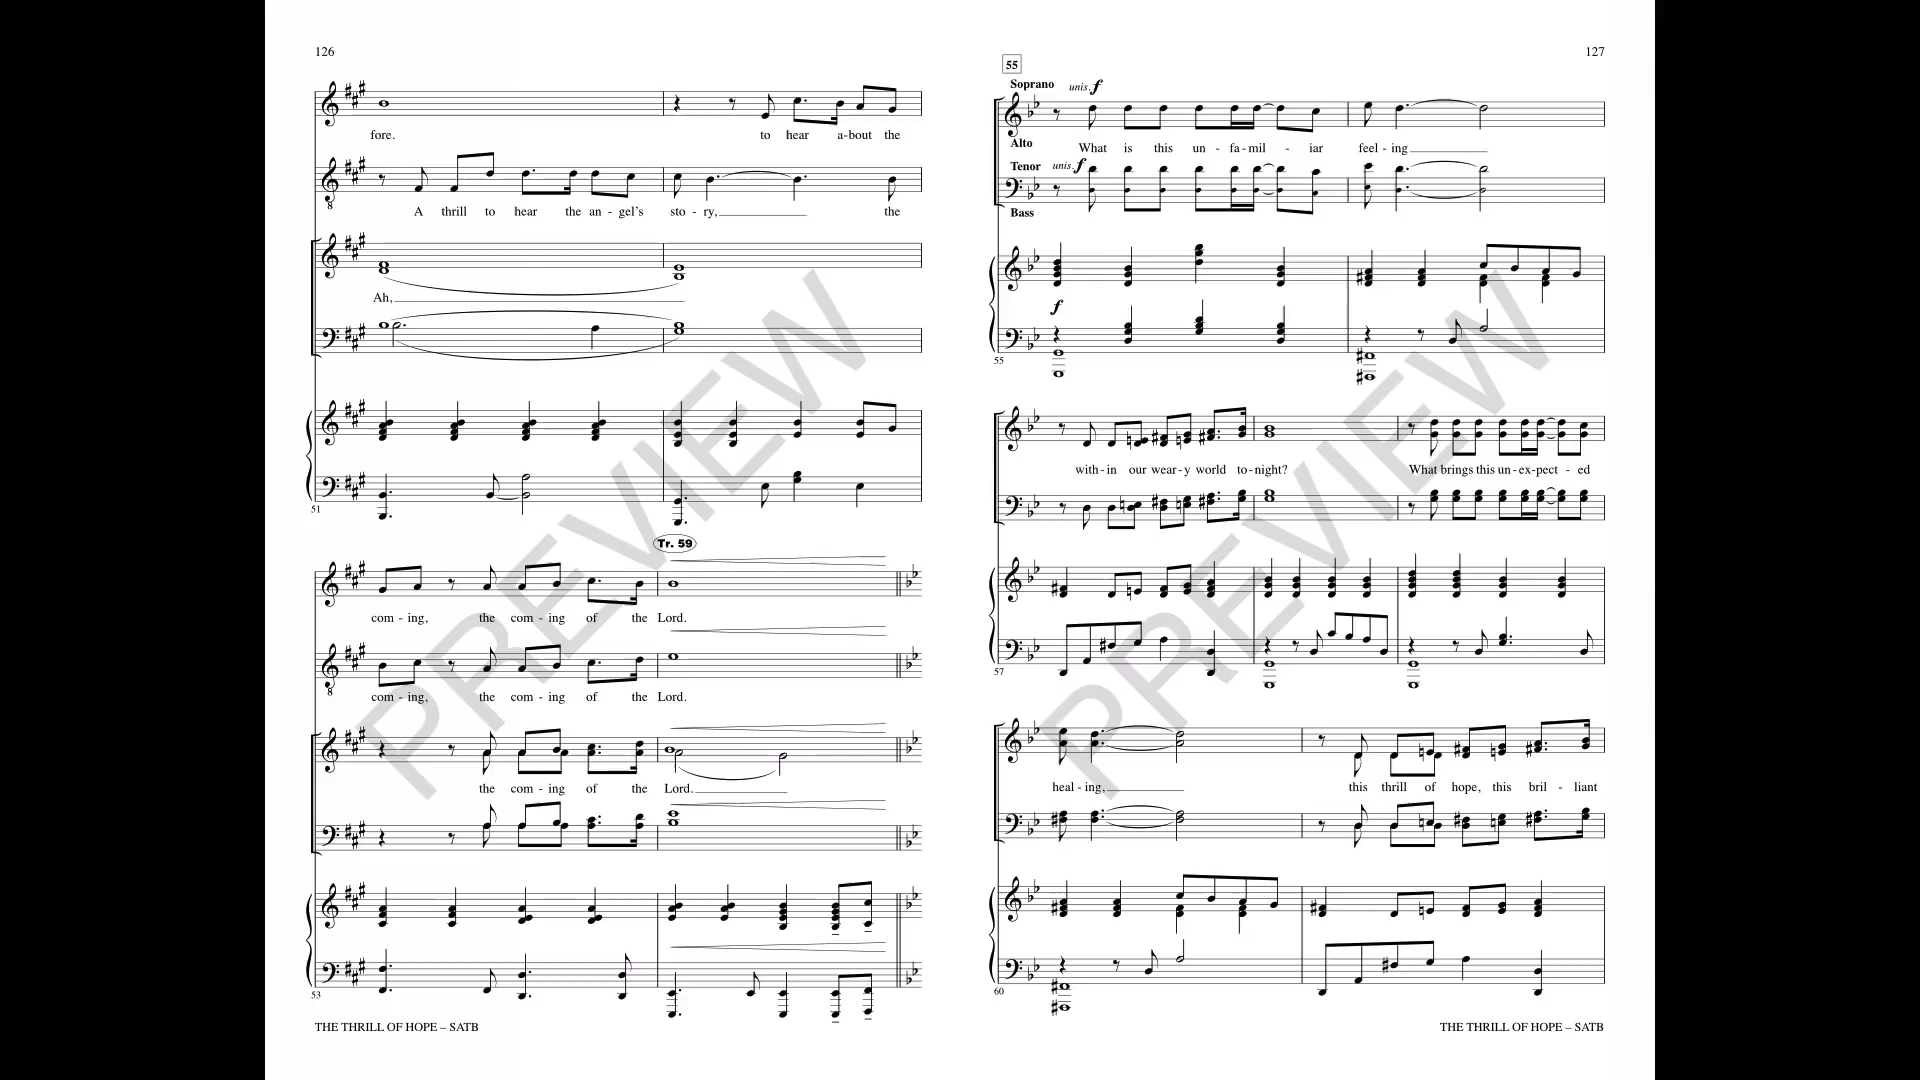 126
fore. to hear a-bout the
A thrill to hear the an-gel's sto-ry, the
Ah,
51
Tr. 59
com-ing, the com-ing of the Lord.
com-ing, the com-ing of the Lord.
the com-ing of the Lord.
53
THE THRILL OF HOPE – SATB
127
55
Soprano unis. f
Alto What is this un-fa-mil-iar feel-ing
Tenor unis. f
Bass
f
55
with-in our wear-y world to-night? What brings this un-ex-pect-ed
57
heal-ing, this thrill of hope, this bril-liant
60
THE THRILL OF HOPE – SATB
PREVIEW
PREVIEW